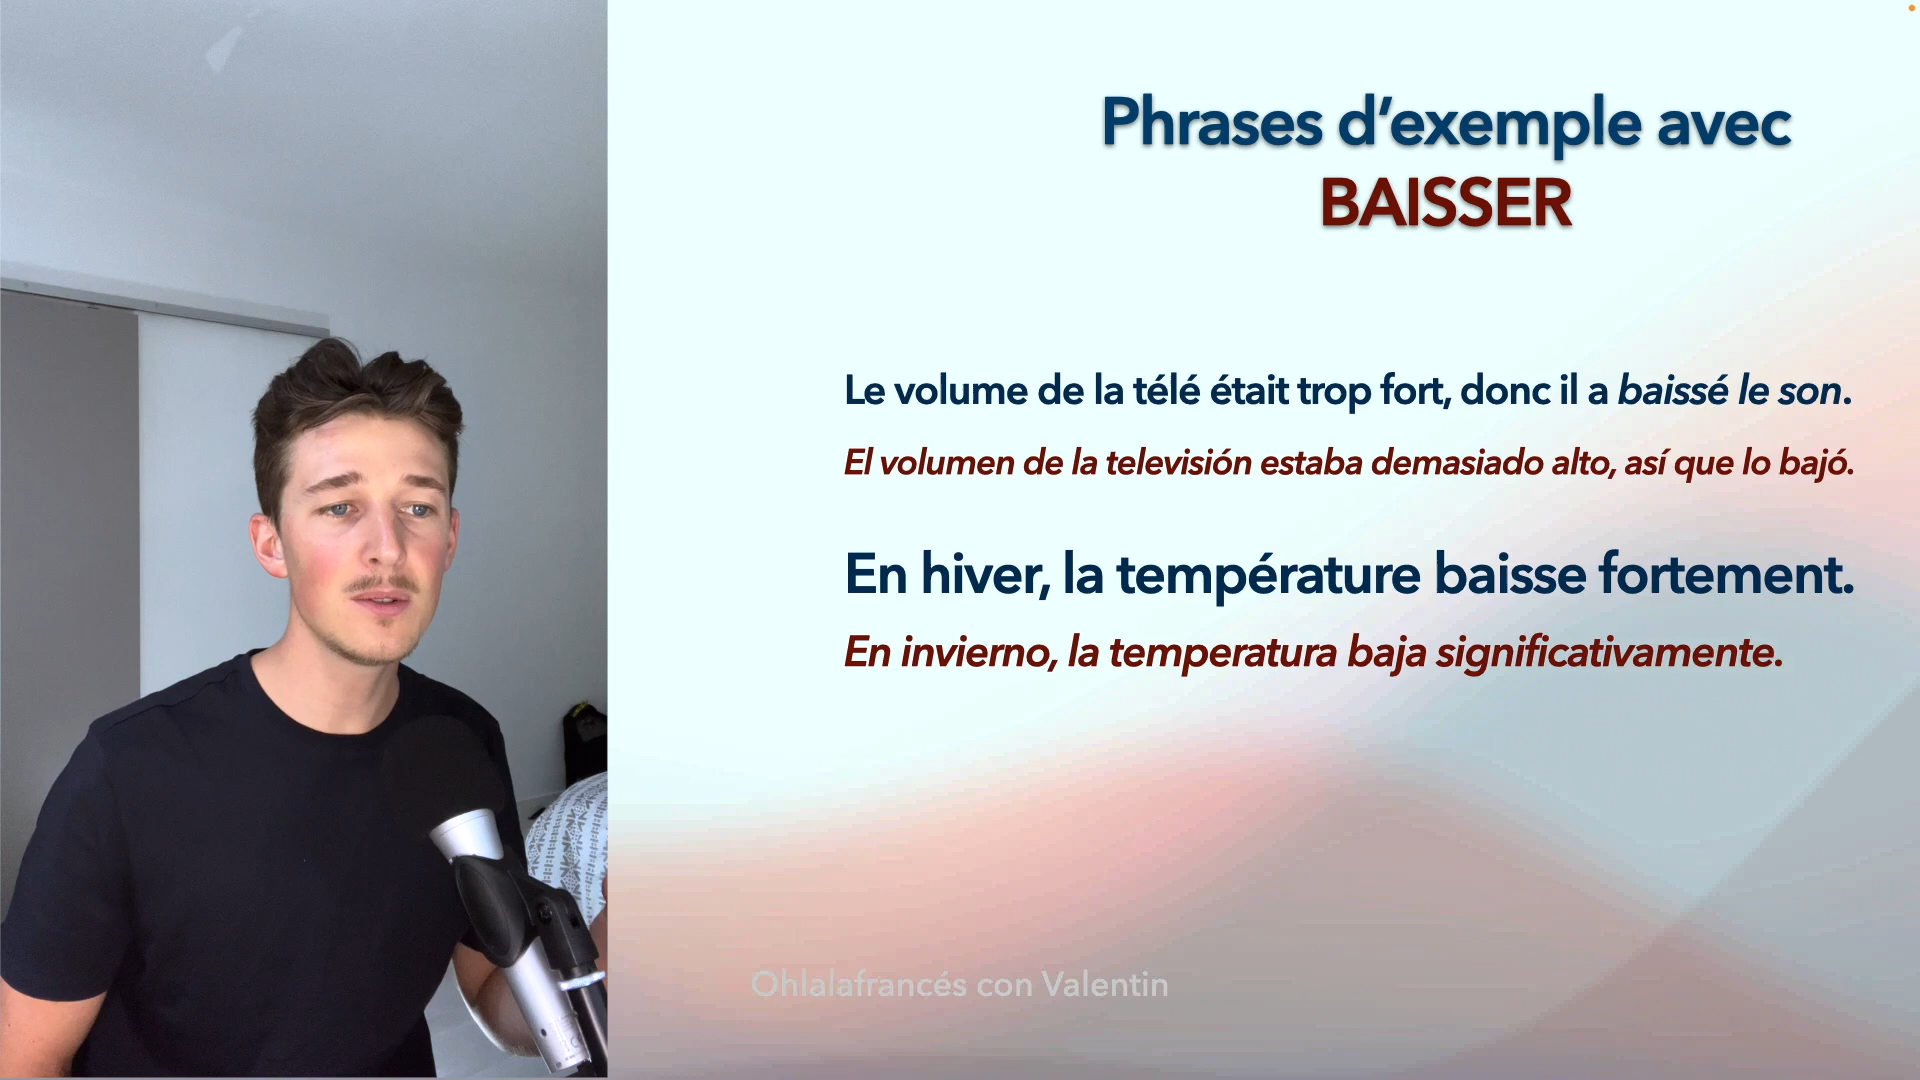 Phrases d’exemple avec
BAISSER
Le volume de la télé était trop fort, donc il a baissé le son.
El volumen de la televisión estaba demasiado alto, así que lo bajó.
En hiver, la température baisse fortement.
En invierno, la temperatura baja significativamente.
Ohlalafrancés con Valentin